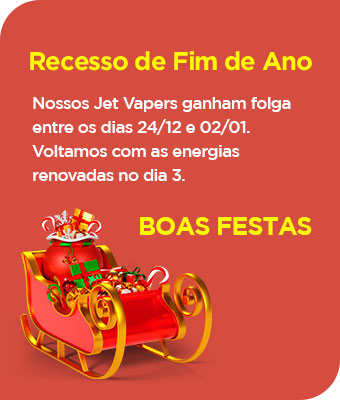 Recesso de Fim de Ano
Nossos Jet Vapers ganham folga
entre os dias 24/12 e 02/01.
Voltamos com as energias
renovadas no dia 3.
BOAS FESTAS